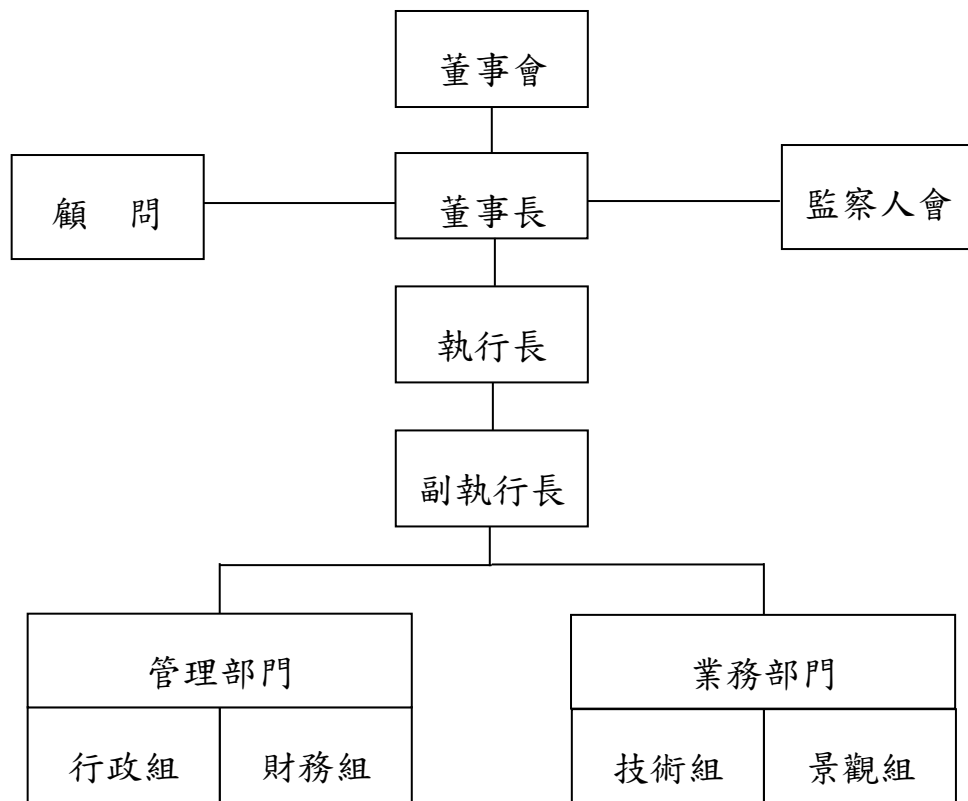 董事會
顧　問
董事長
監察人會
執行長
副執行長
管理部門
業務部門
行政組
財務組
技術組
景觀組